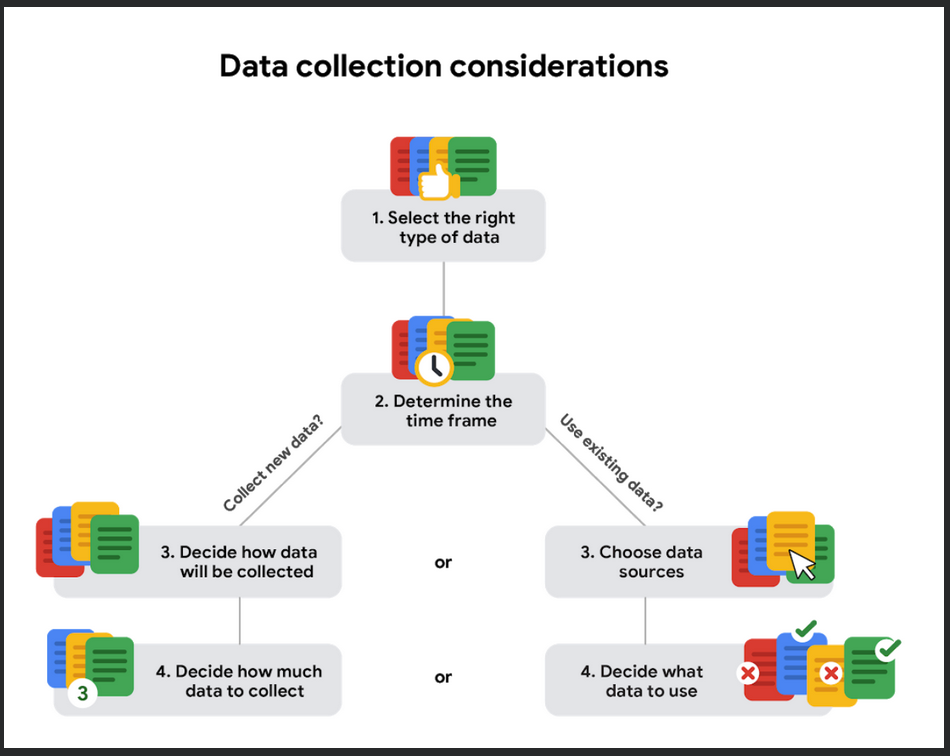 Data collection considerations
1. Select the right
type of data
2. Determine the
time frame
Collect new data?
Use existing data?
3. Decide how data
will be collected
or
3. Choose data
sources
4. Decide how much
data to collect
3
or
4. Decide what
data to use